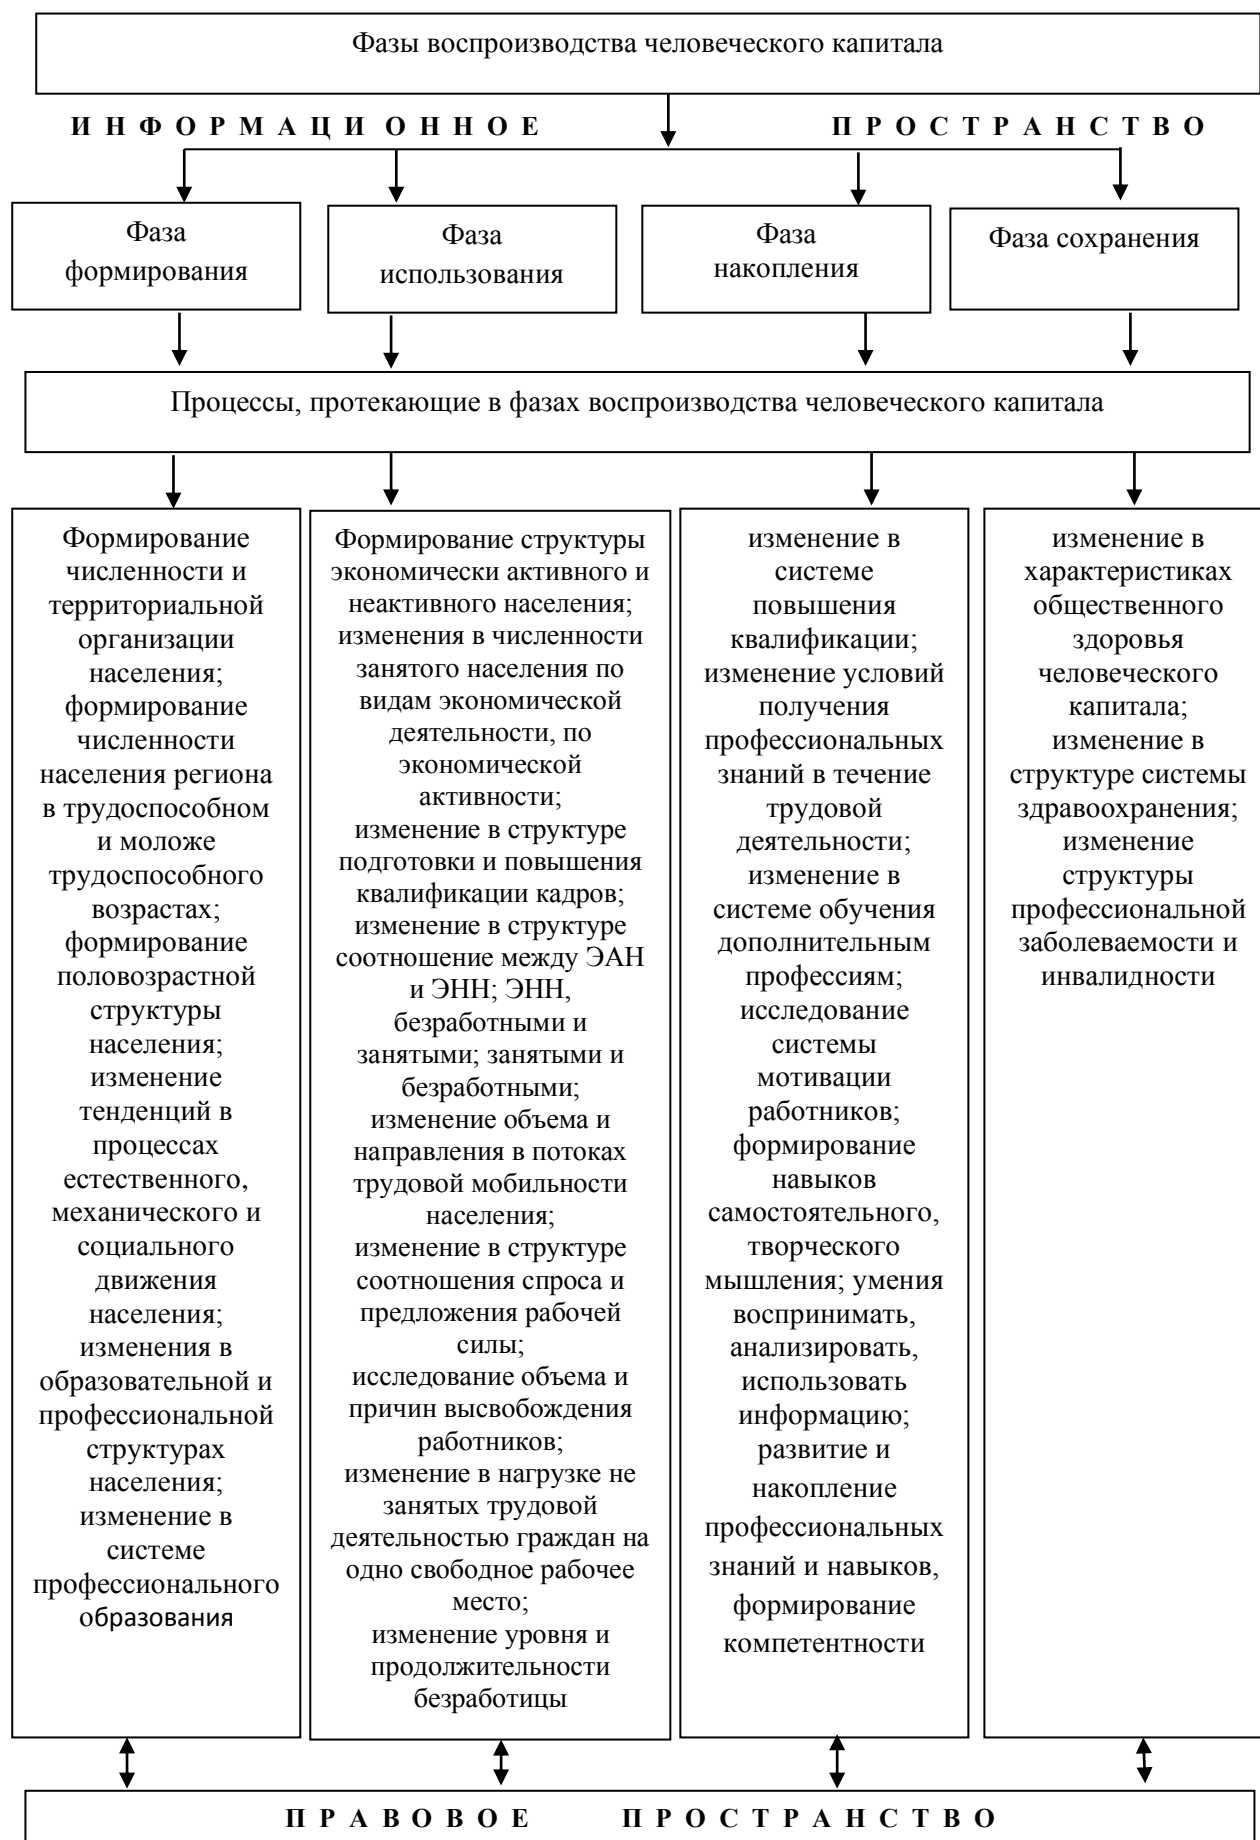 Фазы воспроизводства человеческого капитала
И Н Ф О Р М А Ц И О Н Н О Е П Р О С Т Р А Н С Т В О
Фаза
формирования
Фаза
использования
Фаза
накопления
Фаза сохранения
Процессы, протекающие в фазах воспроизводства человеческого капитала
Формирование
численности и
территориальной
организации
населения;
формирование
численности
населения региона
в трудоспособном
и моложе
трудоспособного
возрастах;
формирование
половозрастной
структуры
населения;
изменение
тенденций в
процессах
естественного,
механического и
социального
движения
населения;
изменения в
образовательной и
профессиональной
структурах
населения;
изменение в
системе
профессионального
образования
Формирование структуры
экономически активного и
неактивного населения;
изменения в численности
занятого населения по
видам экономической
деятельности, по
экономической
активности;
изменение в структуре
подготовки и повышения
квалификации кадров;
изменение в структуре
соотношение между ЭАН
и ЭНН; ЭНН,
безработными и
занятыми; занятыми и
безработными;
изменение объема и
направления в потоках
трудовой мобильности
населения;
изменение в структуре
соотношения спроса и
предложения рабочей
силы;
исследование объема и
причин высвобождения
работников;
изменение в нагрузке не
занятых трудовой
деятельностью граждан на
одно свободное рабочее
место;
изменение уровня и
продолжительности
безработицы
изменение в
системе
повышения
квалификации;
изменение условий
получения
профессиональных
знаний в течение
трудовой
деятельности;
изменение в
системе обучения
дополнительным
профессиям;
исследование
системы
мотивации
работников;
формирование
навыков
самостоятельного,
творческого
мышления; умения
воспринимать,
анализировать,
использовать
информацию;
развитие и
накопление
профессиональных
знаний и навыков,
формирование
компетентности
изменение в
характеристиках
общественного
здоровья
человеческого
капитала;
изменение в
структуре системы
здравоохранения;
изменение
структуры
профессиональной
заболеваемости и
инвалидности
П Р А В О В О Е П Р О С Т Р А Н С Т В О